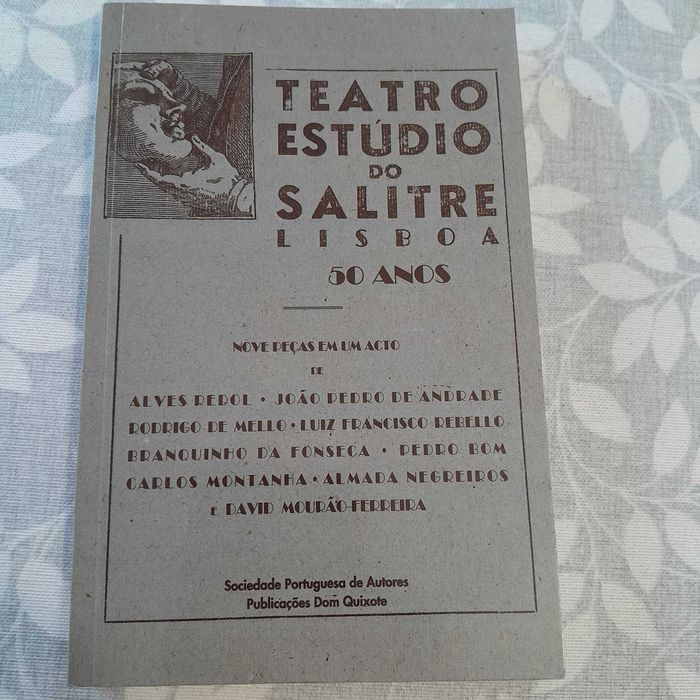 TEATRO
ESTÚDIO
DO
SALITRE
LISBOA
50 ANOS
NOVE PEÇAS EM UM ACTO
DE
ALVES REDOL · JOÃO PEDRO DE ANDRADE
RODRIGO DE MELLO · LUIZ FRANCISCO REBELLO
BRANQUINHO DA FONSECA · PEDRO BOM
CARLOS MONTANHA · ALMADA NEGREIROS
E DAVID MOURÃO-FERREIRA
Sociedade Portuguesa de Autores
Publicações Dom Quixote